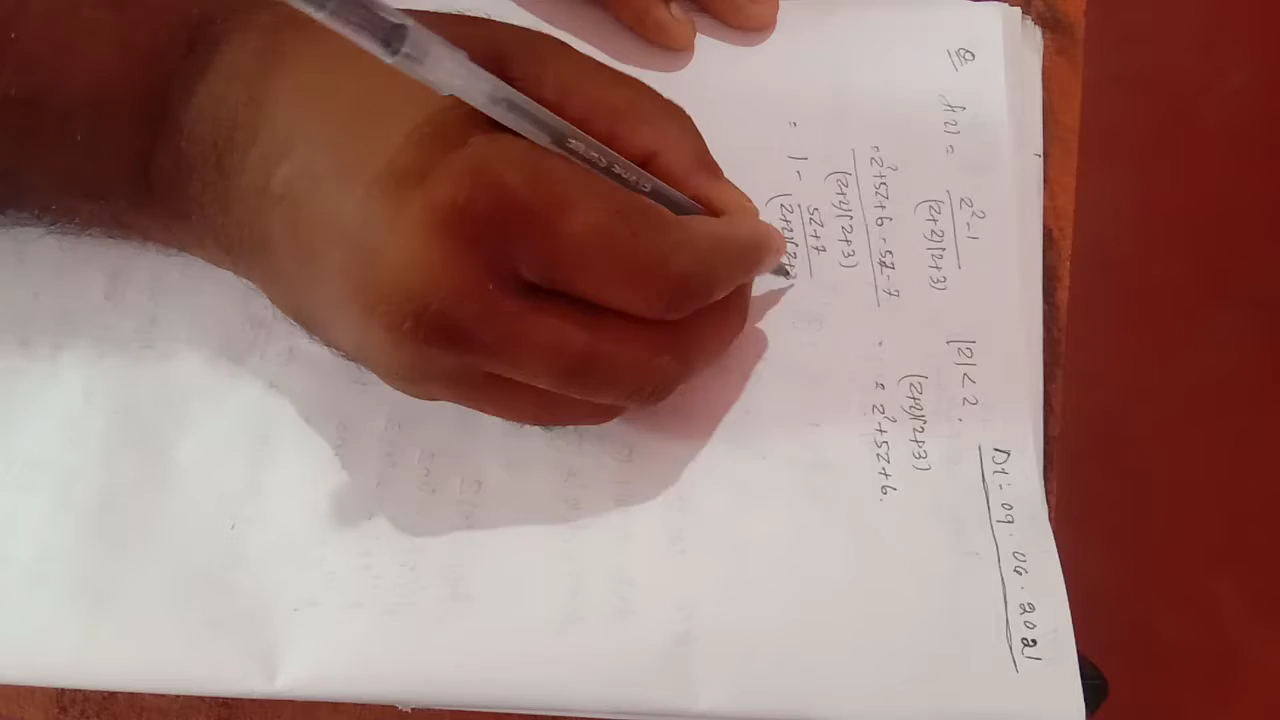 Dt:- 09.06.2021
Q f(z) = z²-1 / (z+2)(z+3) |z| < 2.
(z+2)(z+3)
= z²+5z+6-5z-7 / (z+2)(z+3) = z²+5z+6.
= 1 - 5z+7 / (z+2)(z+3